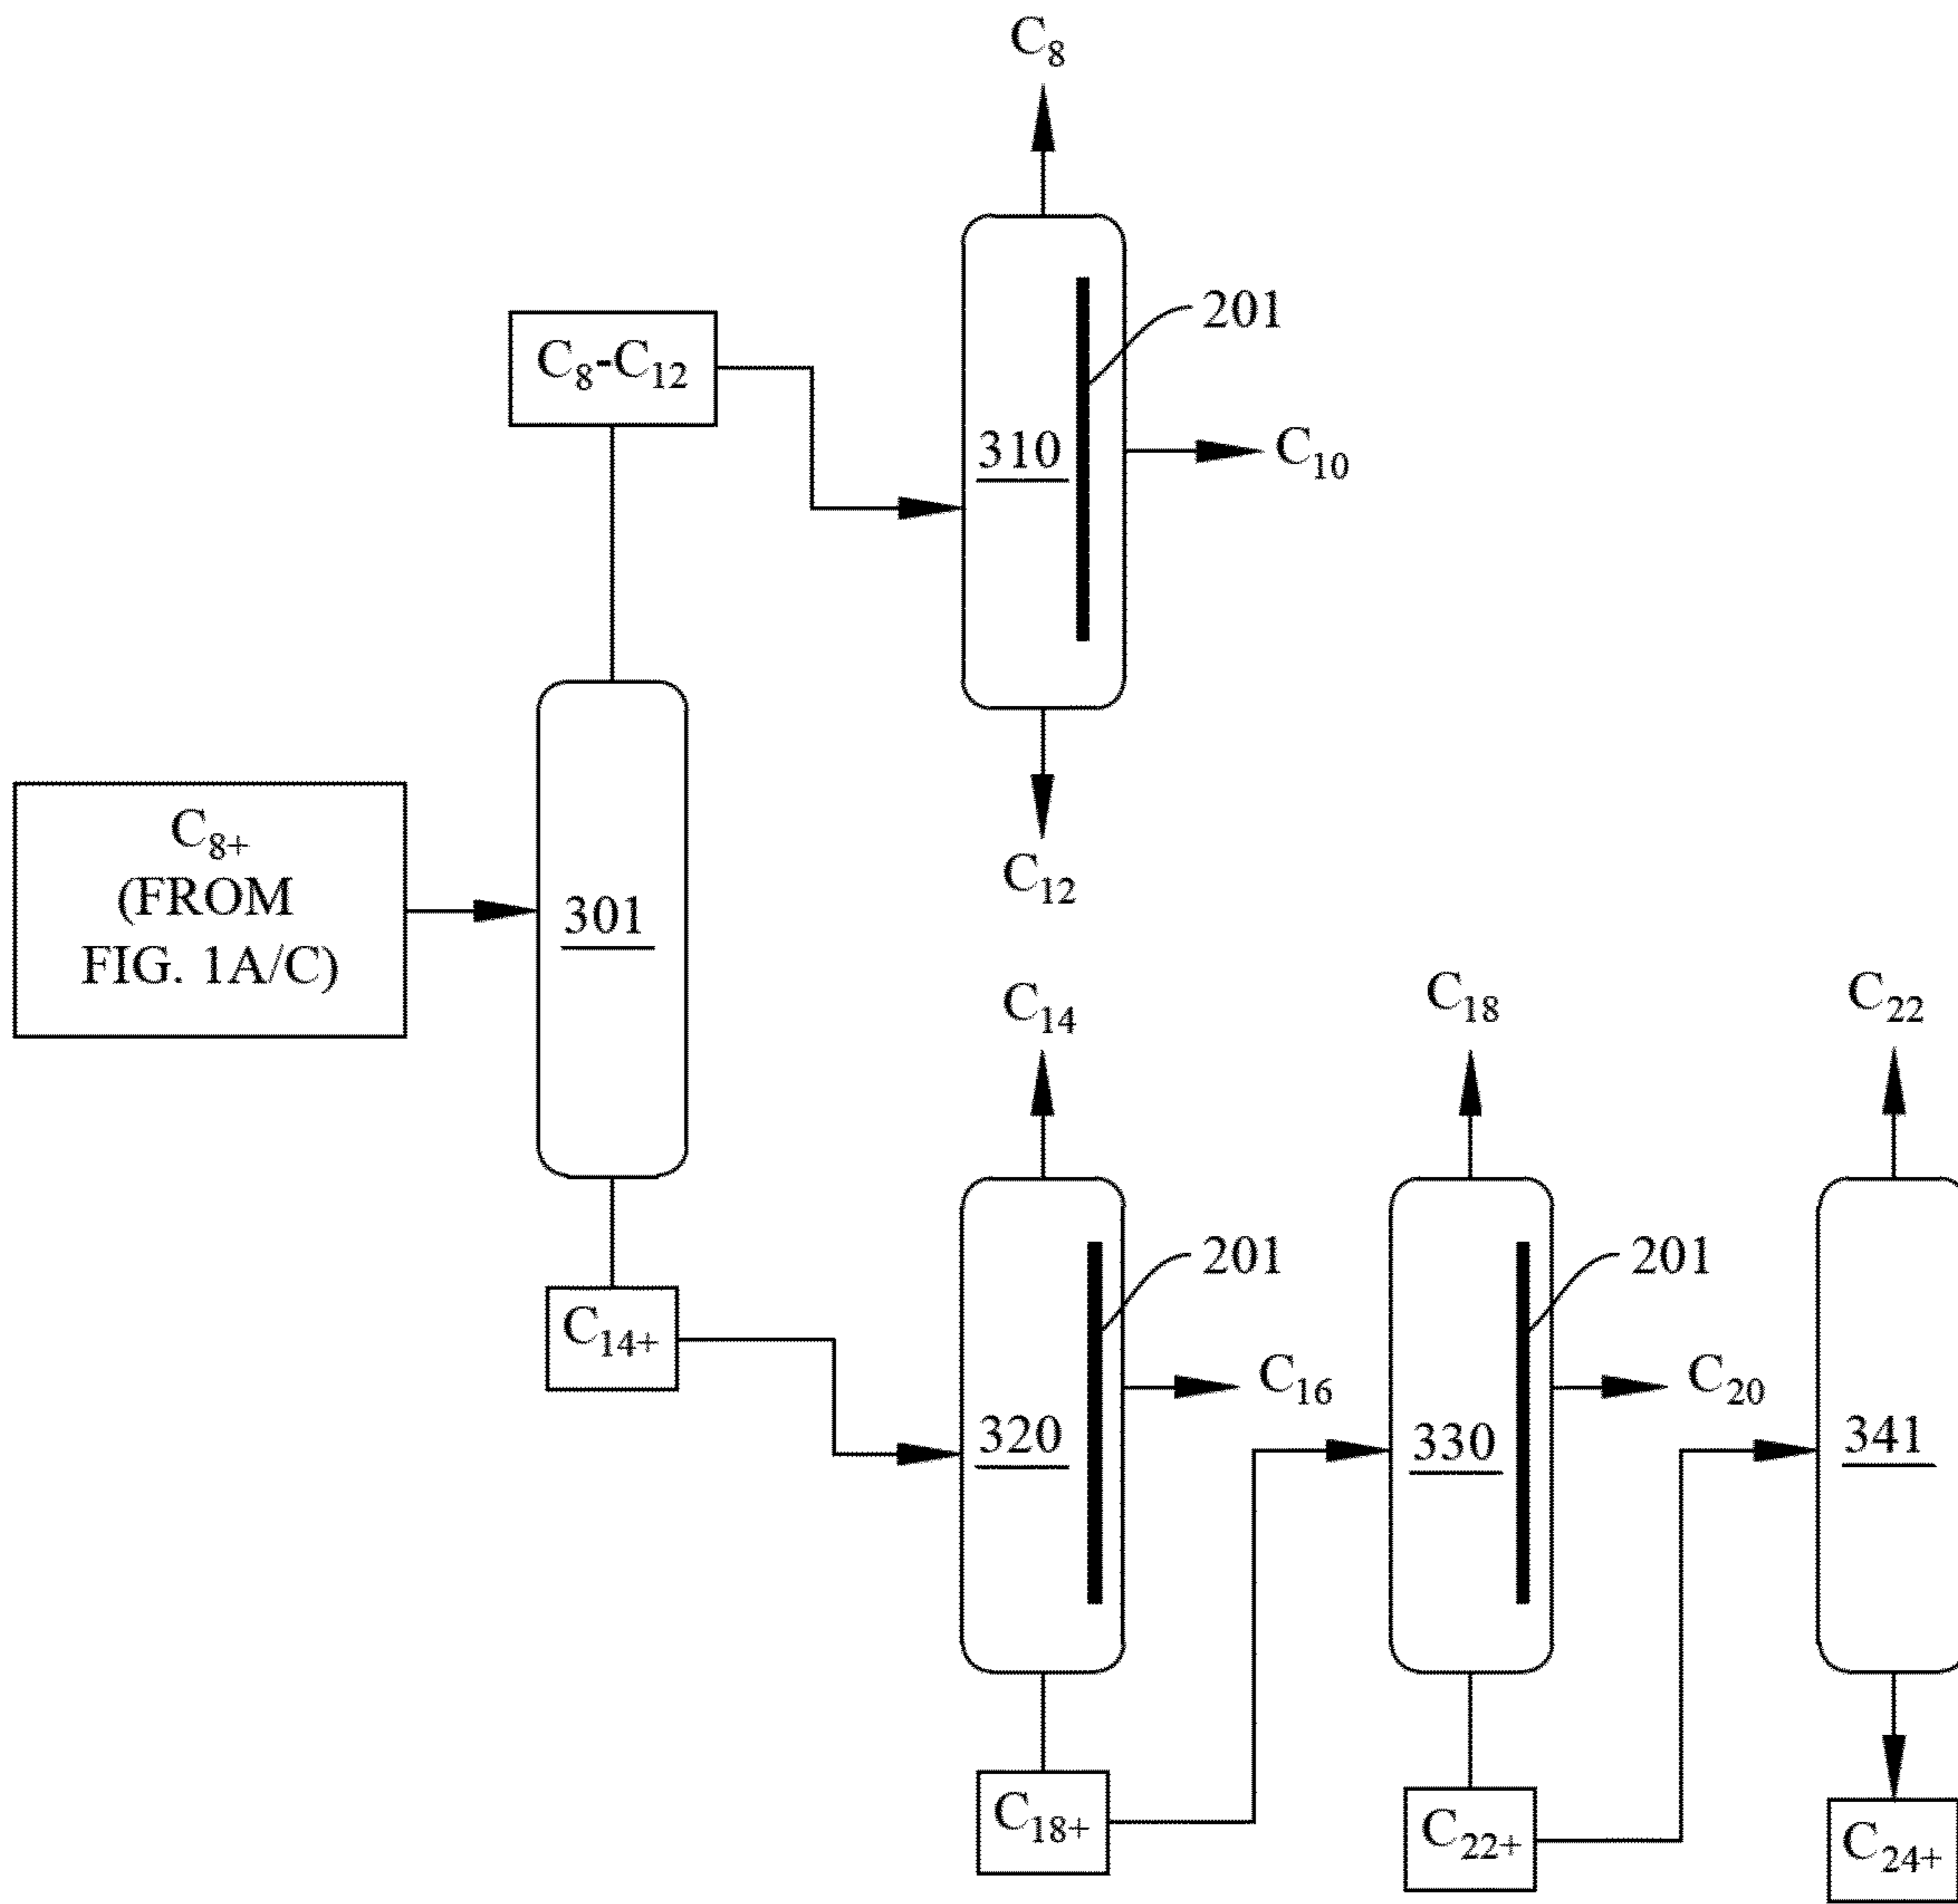 C₈
201
C₈-C₁₂
310
C₁₀
C₈₊
(FROM
FIG. 1A/C)
301
C₁₂
C₁₄
C₁₈
C₂₂
201
201
C₁₄₊
C₁₆
C₂₀
320
330
341
C₁₈₊
C₂₂₊
C₂₄₊